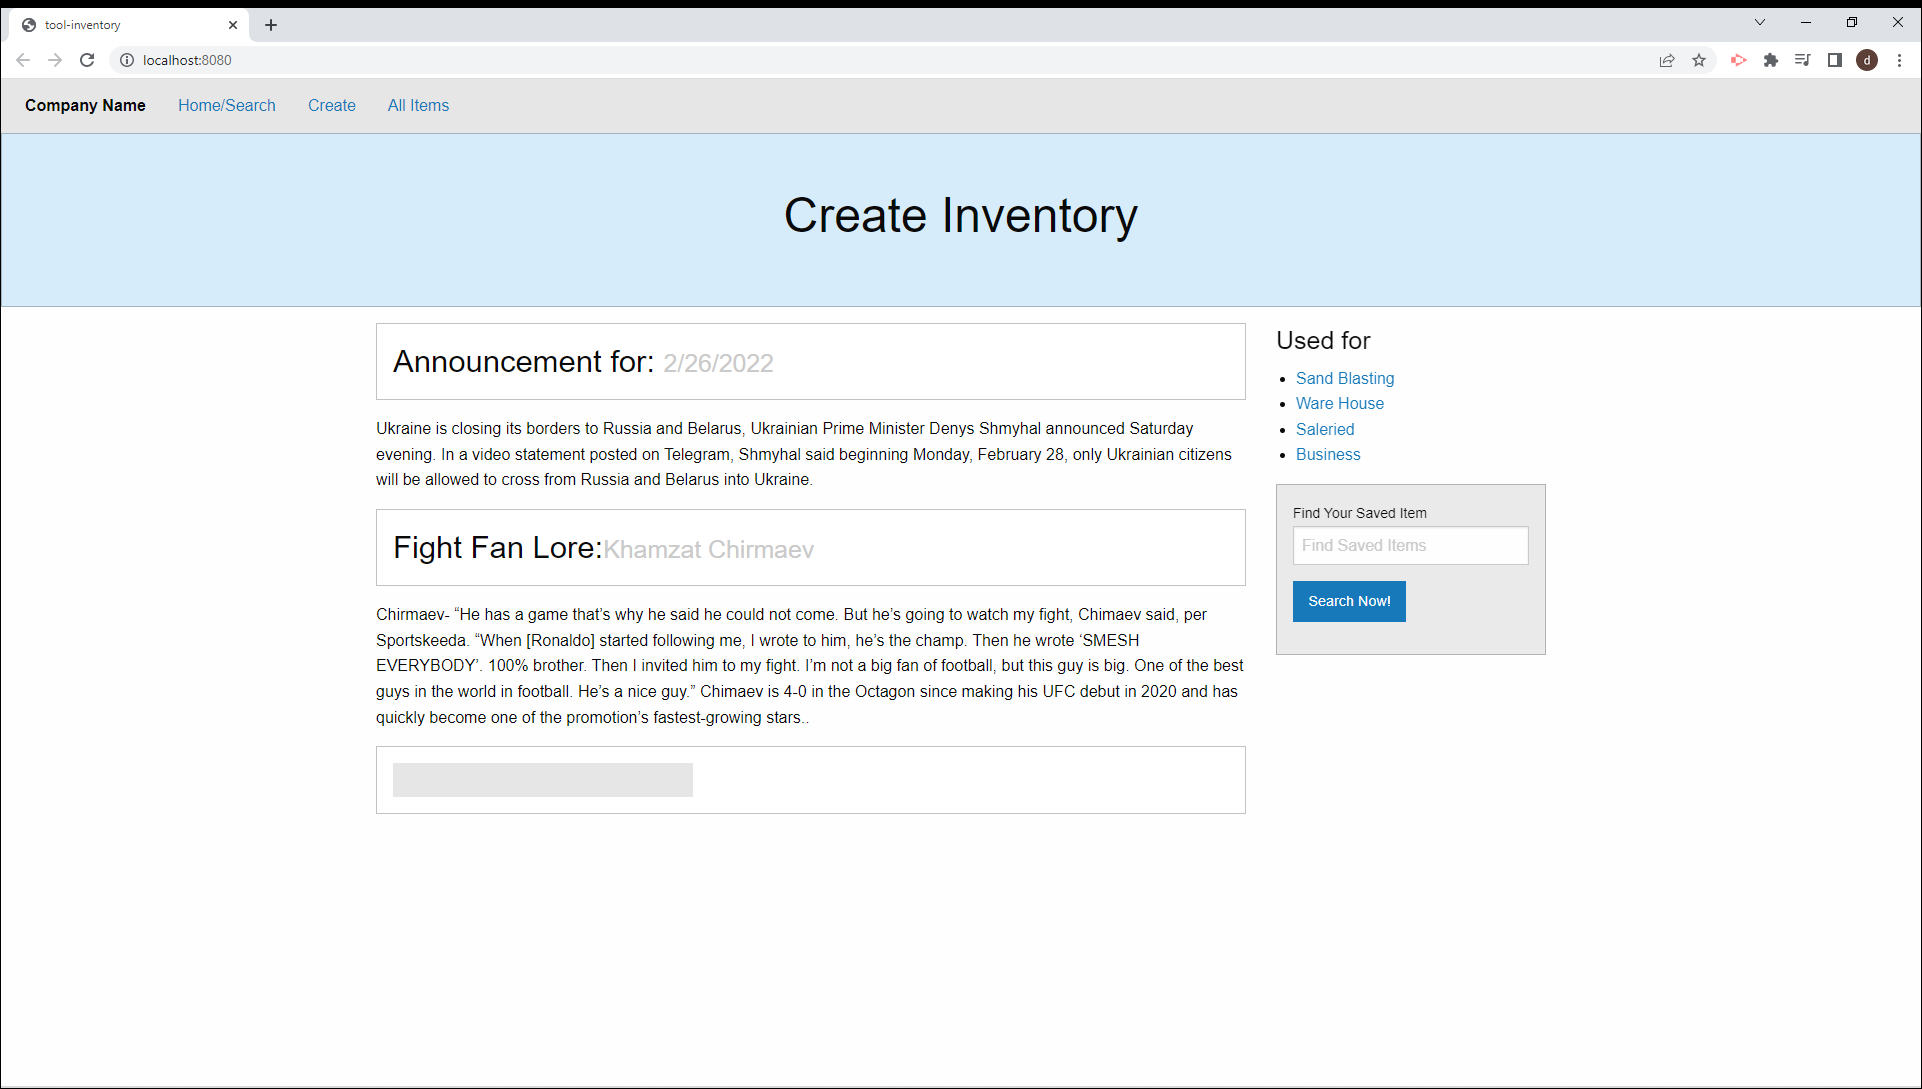 tool-inventory
localhost:8080
d
Company Name Home/Search Create All Items
Create Inventory
Announcement for: 2/26/2022
Ukraine is closing its borders to Russia and Belarus, Ukrainian Prime Minister Denys Shmyhal announced Saturday
evening. In a video statement posted on Telegram, Shmyhal said beginning Monday, February 28, only Ukrainian citizens
will be allowed to cross from Russia and Belarus into Ukraine.
Fight Fan Lore:Khamzat Chirmaev
Chirmaev- “He has a game that’s why he said he could not come. But he’s going to watch my fight, Chimaev said, per
Sportskeeda. “When [Ronaldo] started following me, I wrote to him, he’s the champ. Then he wrote ‘SMESH
EVERYBODY’. 100% brother. Then I invited him to my fight. I’m not a big fan of football, but this guy is big. One of the best
guys in the world in football. He’s a nice guy.” Chimaev is 4-0 in the Octagon since making his UFC debut in 2020 and has
quickly become one of the promotion’s fastest-growing stars..
Used for
Sand Blasting
Ware House
Saleried
Business
Find Your Saved Item
Find Saved Items
Search Now!